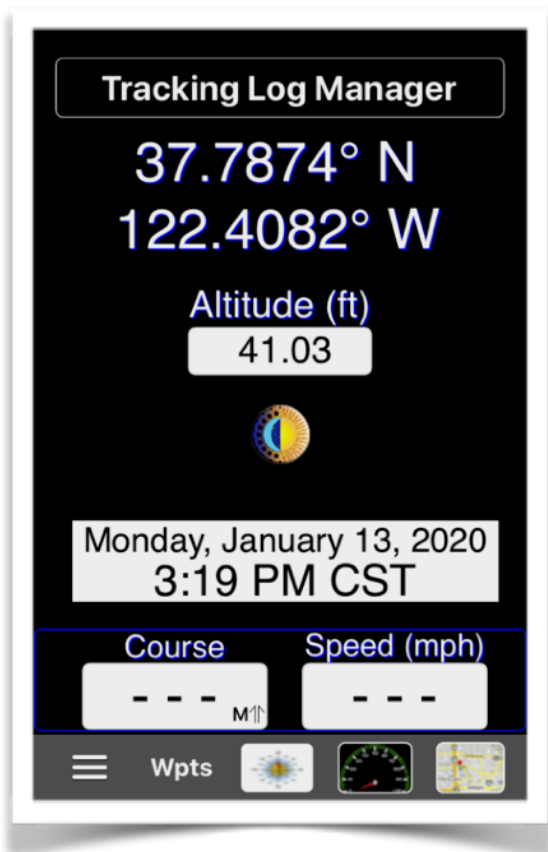 Tracking Log Manager
37.7874° N
122.4082° W
Altitude (ft)
41.03
Monday, January 13, 2020
3:19 PM CST
Course Speed (mph)
- - - M - - -
Wpts